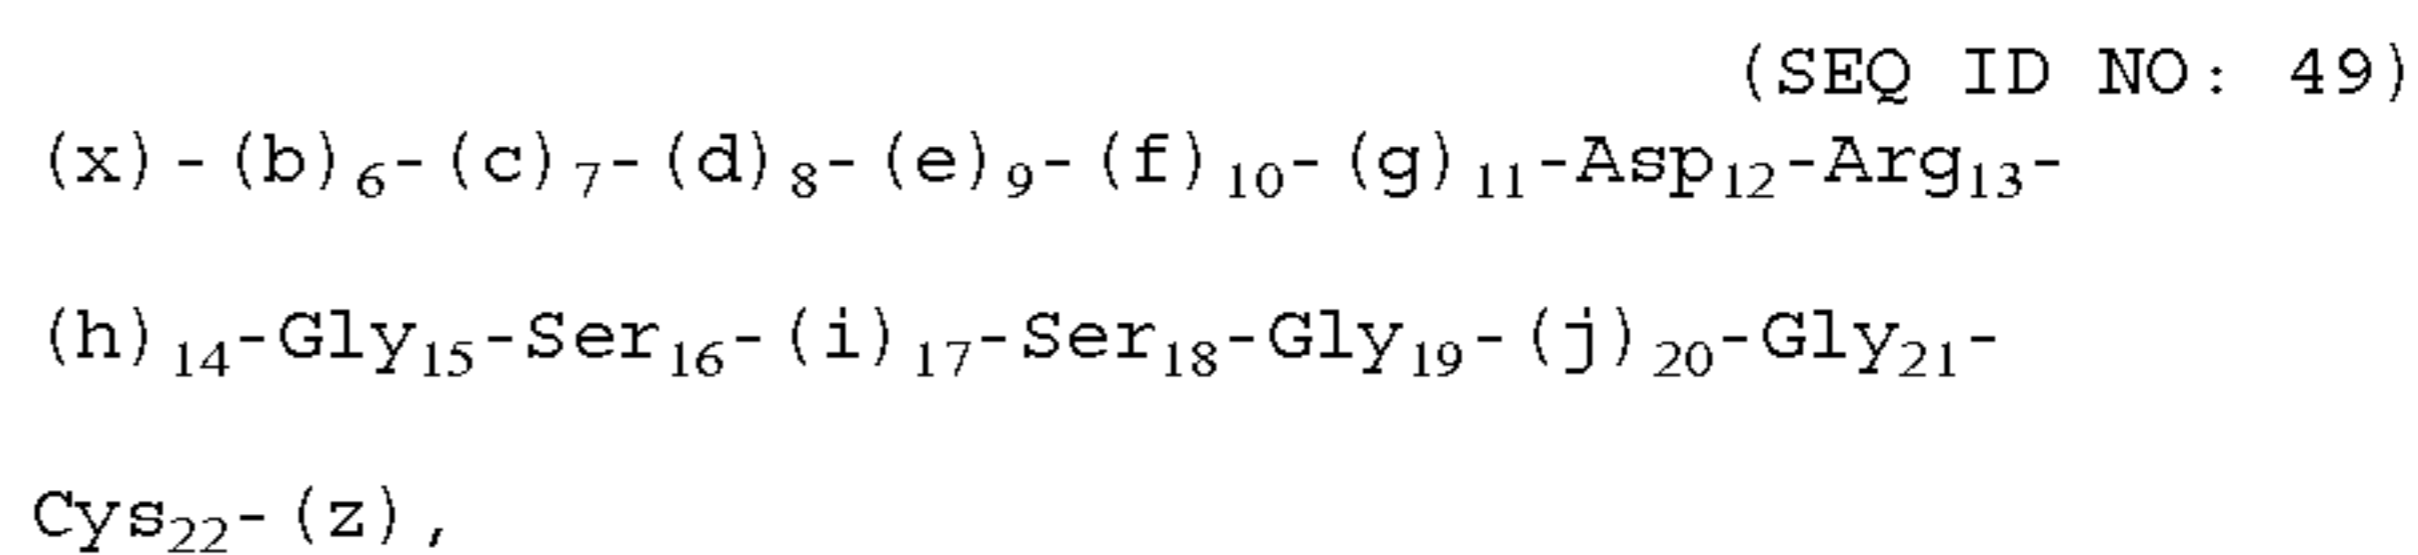 (SEQ ID NO: 49)
(x)-(b)₆-(c)₇-(d)₈-(e)₉-(f)₁₀-(g)₁₁-Asp₁₂-Arg₁₃-
(h)₁₄-Gly₁₅-Ser₁₆-(i)₁₇-Ser₁₈-Gly₁₉-(j)₂₀-Gly₂₁-
Cys₂₂-(z),